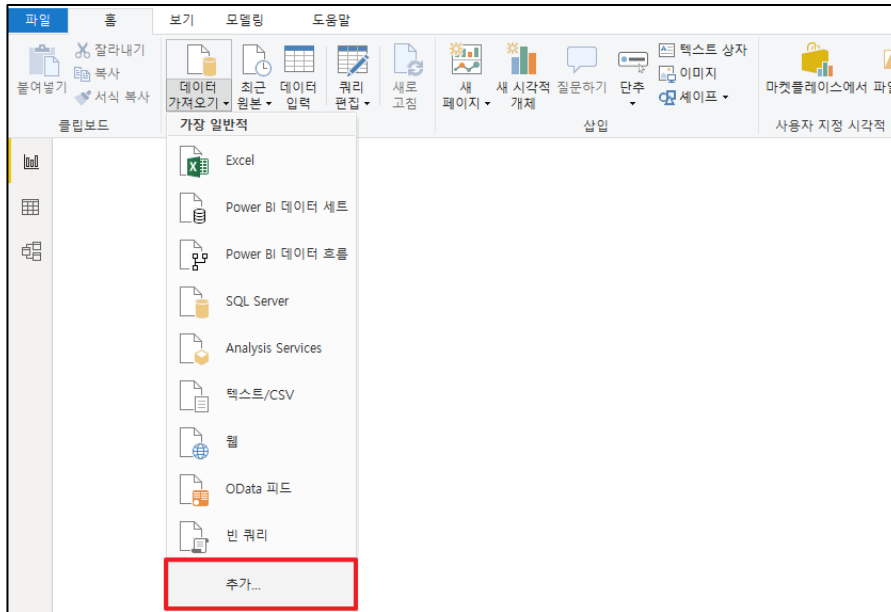 파일 홈 보기 모델링 도움말
붙여넣기
잘라내기
복사
서식 복사
클립보드
데이터
가져오기
최근
원본
데이터
입력
쿼리
편집
새로
고침
새
페이지
새 시각적
개체
질문하기
단추
텍스트 상자
이미지
셰이프
삽입
마켓플레이스에서
사용자 지정 시각적
가장 일반적
Excel
Power BI 데이터 세트
Power BI 데이터 흐름
SQL Server
Analysis Services
텍스트/CSV
웹
OData 피드
빈 쿼리
추가...